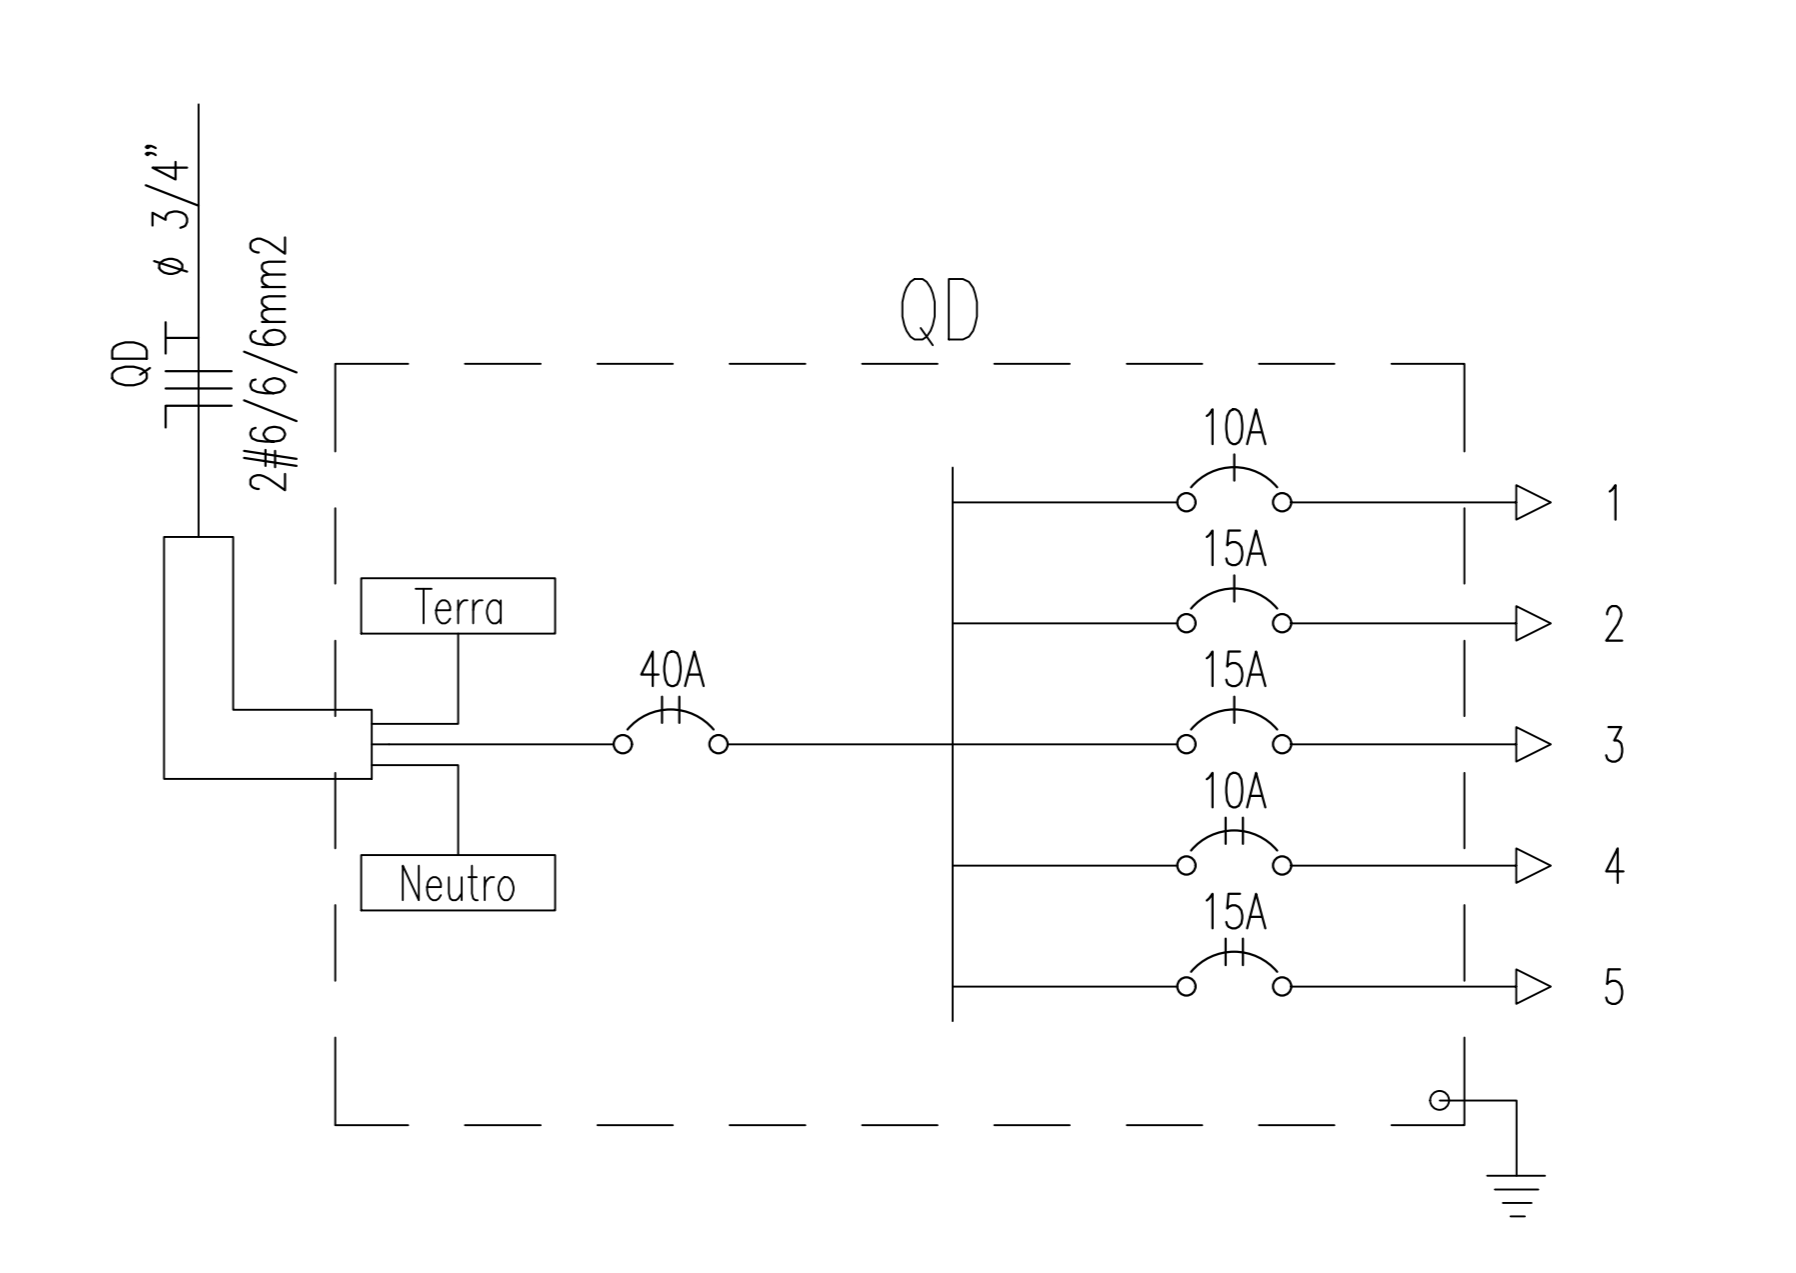 ø 3/4”
QD
2#6/6/6mm2
QD
Terra
Neutro
40A
10A
1
15A
2
15A
3
10A
4
15A
5